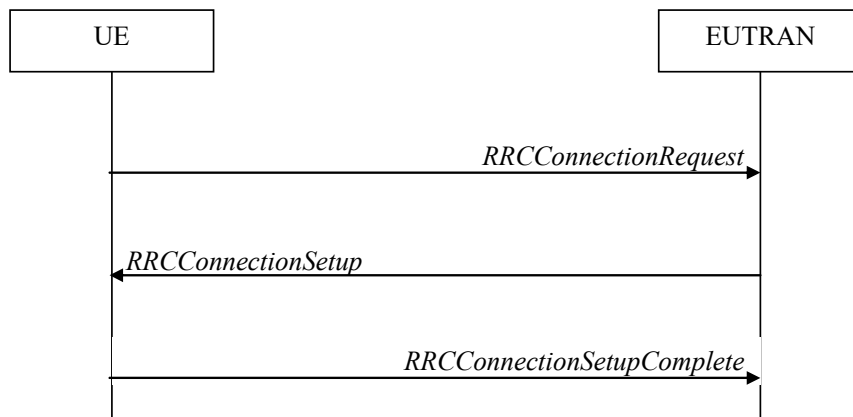 UE
EUTRAN
RRCConnectionRequest
RRCConnectionSetup
RRCConnectionSetupComplete